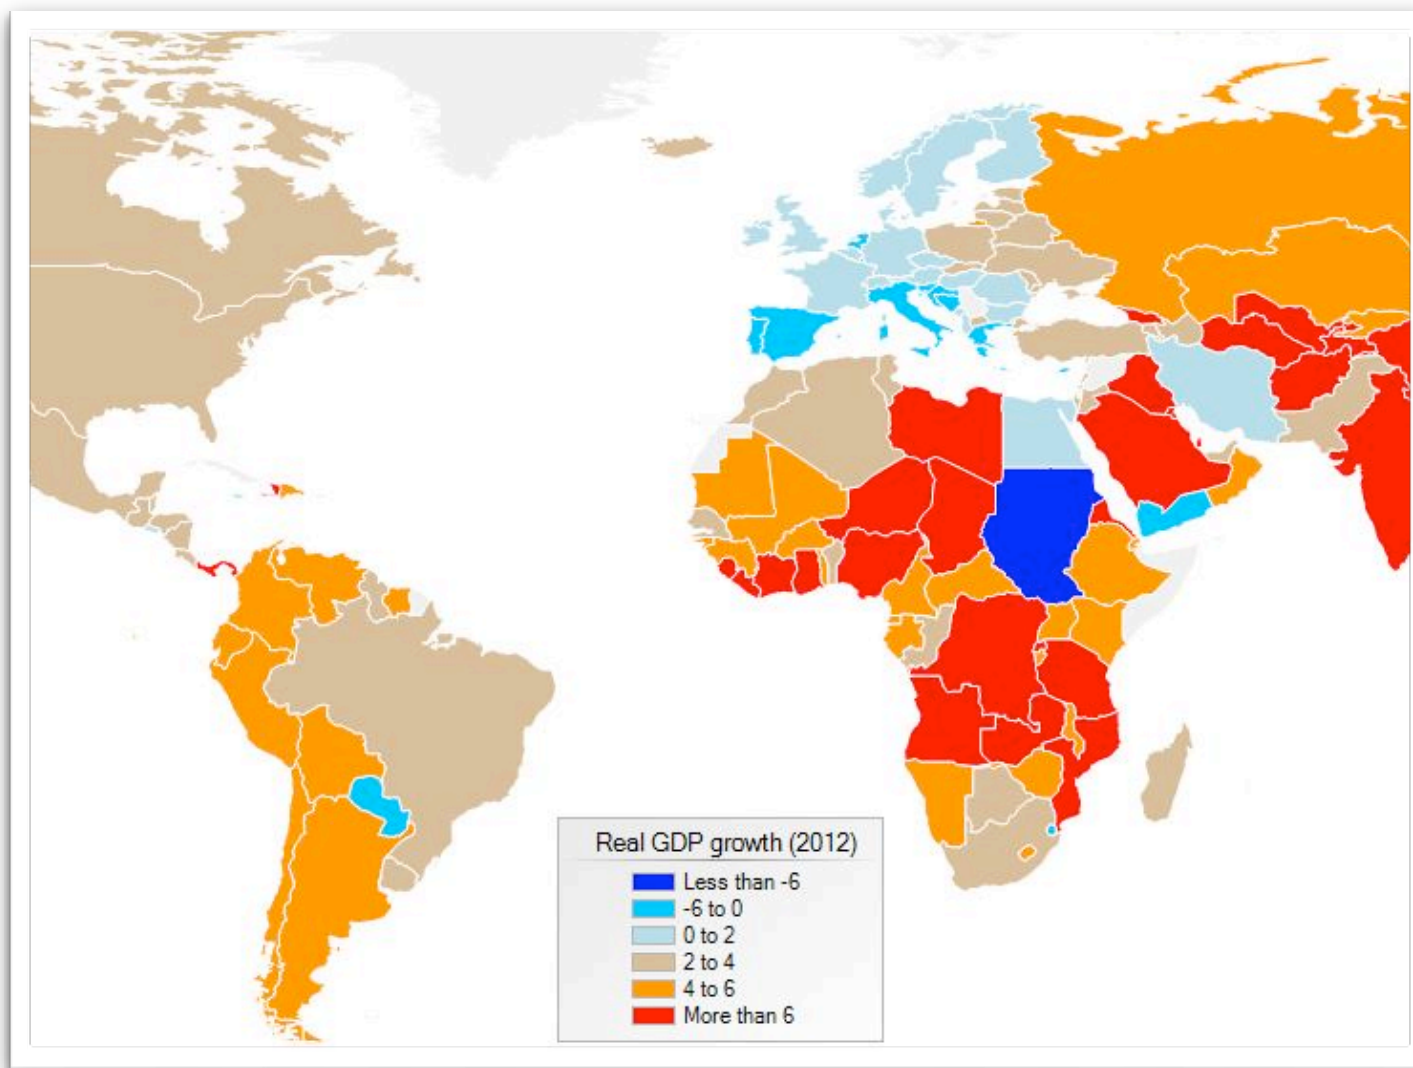 Real GDP growth (2012)
Less than -6
-6 to 0
0 to 2
2 to 4
4 to 6
More than 6